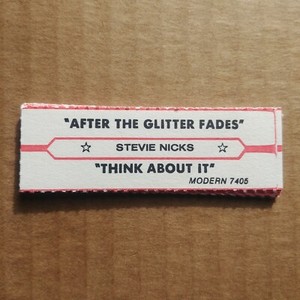 "AFTER THE GLITTER FADES"
STEVIE NICKS
"THINK ABOUT IT"
MODERN 7405